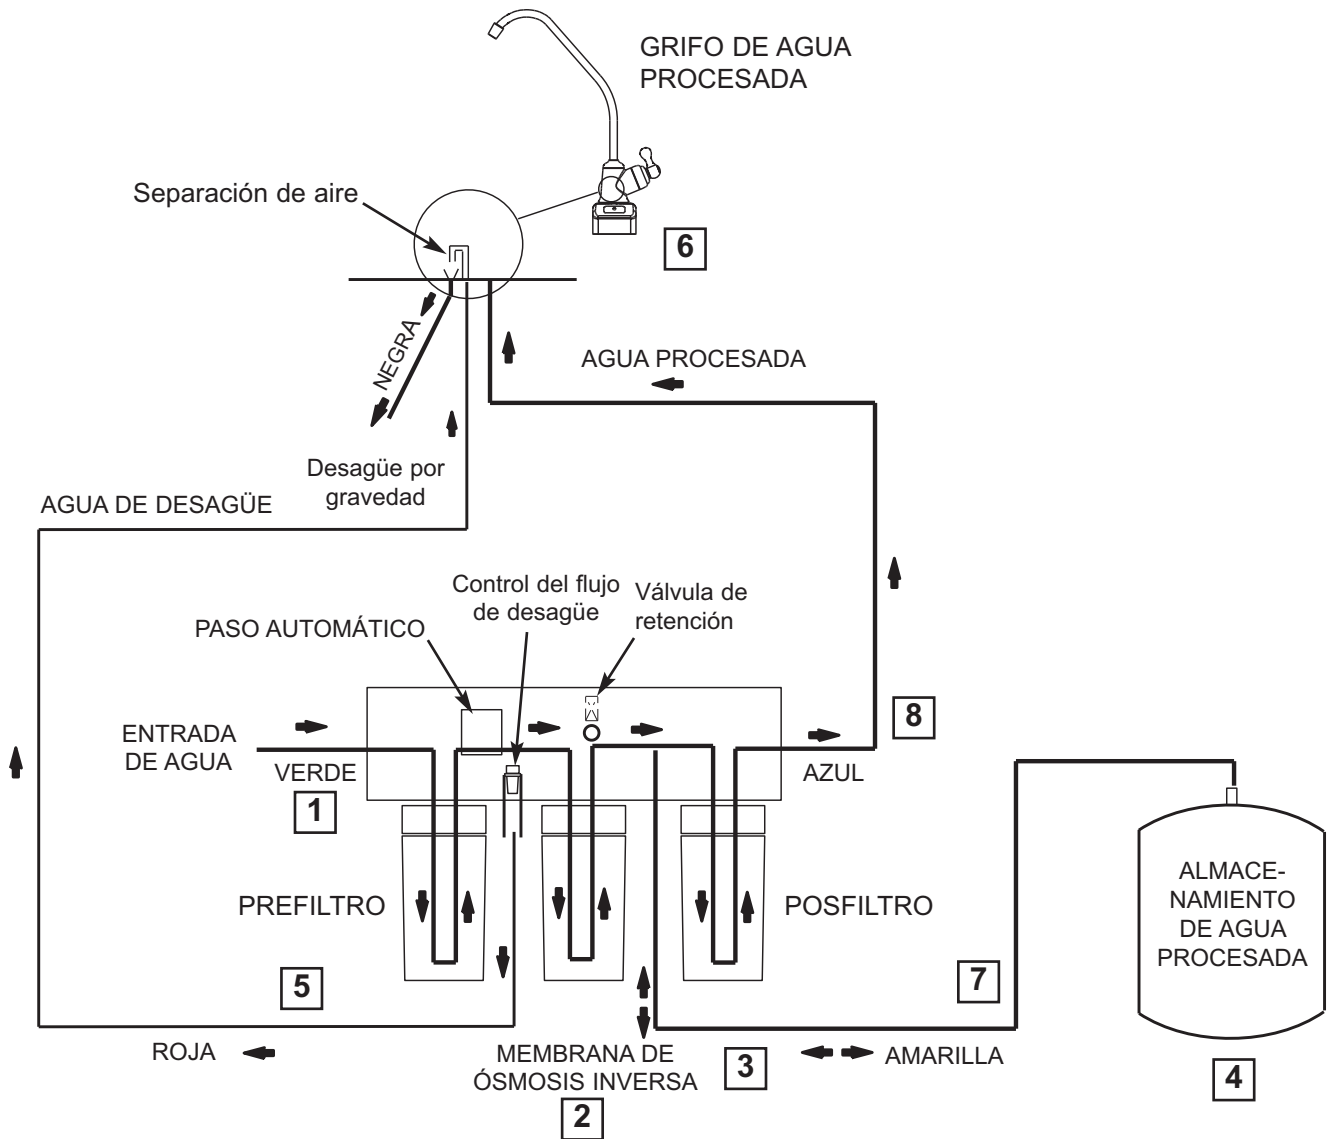 GRIFO DE AGUA
PROCESADA
Separación de aire
6
NEGRA
AGUA PROCESADA
Desagüe por
gravedad
AGUA DE DESAGÜE
Control del flujo
de desagüe
Válvula de
retención
PASO AUTOMÁTICO
8
ENTRADA
DE AGUA
VERDE
AZUL
1
ALMACE-
NAMIENTO
DE AGUA
PROCESADA
PREFILTRO
POSFILTRO
5
7
ROJA
MEMBRANA DE
ÓSMOSIS INVERSA
3
AMARILLA
4
2